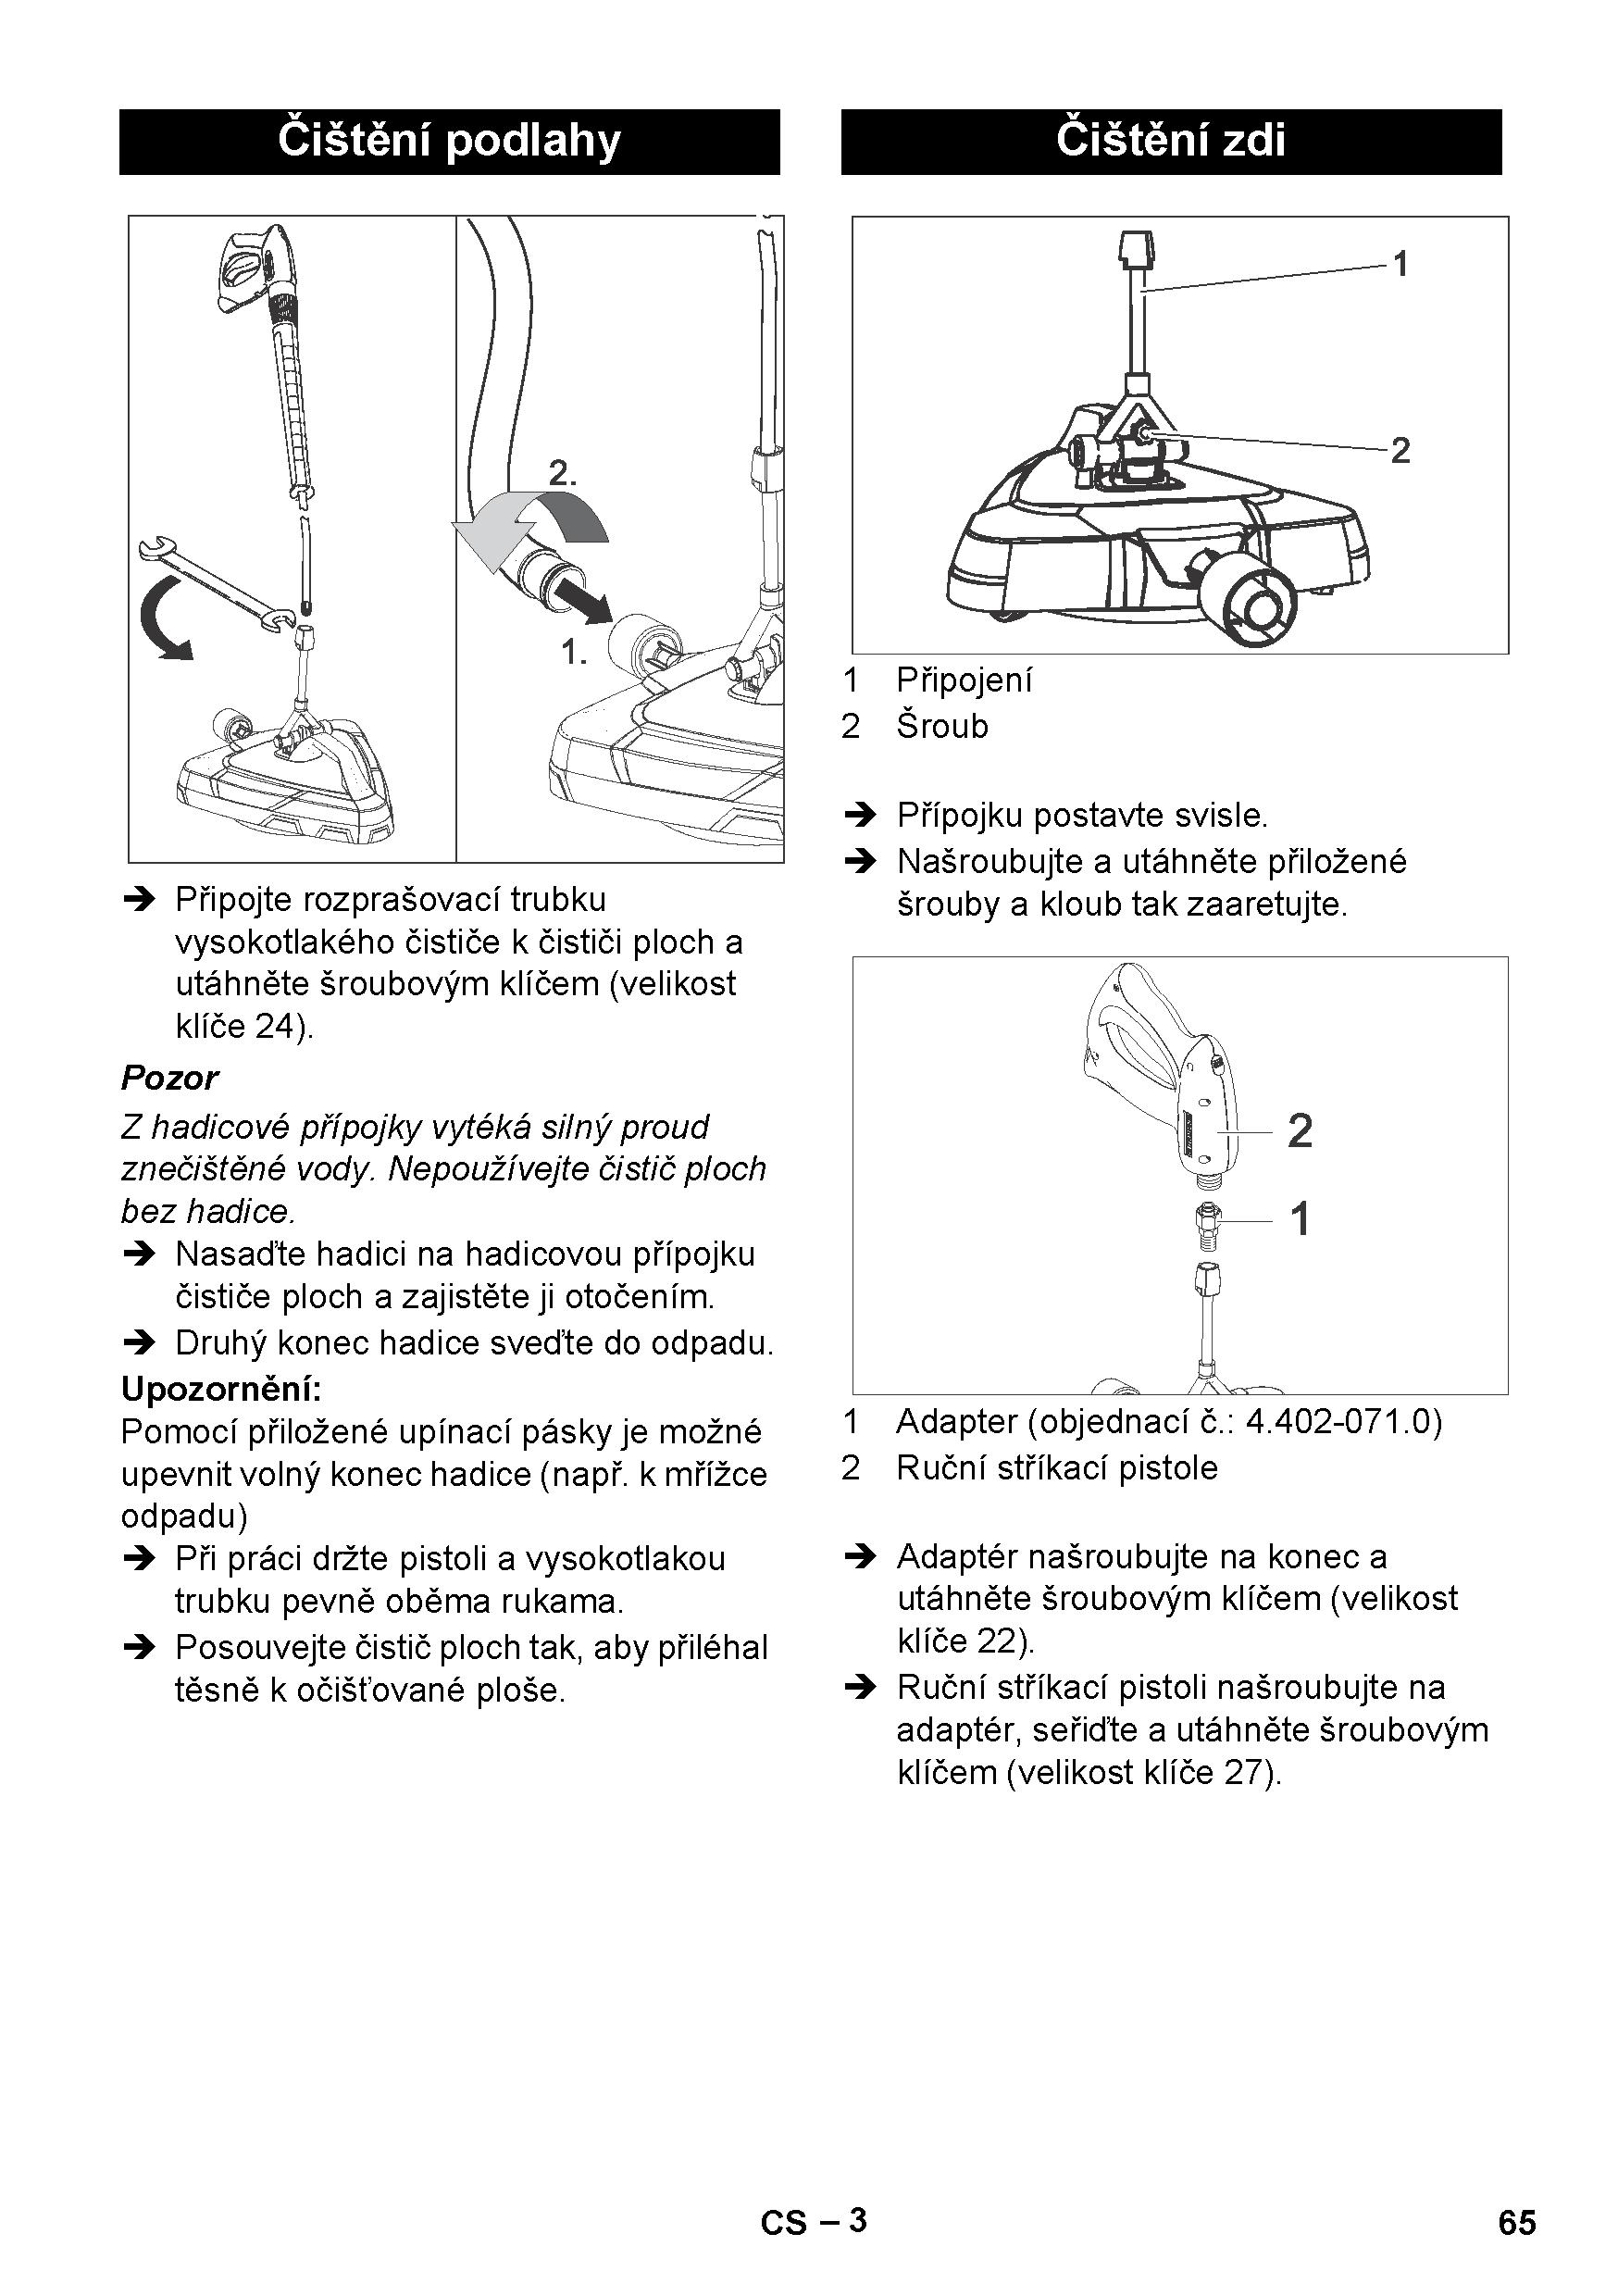 Čištění podlahy
2.
1.
➔ Připojte rozprašovací trubku
vysokotlakého čističe k čističi ploch a
utáhněte šroubovým klíčem (velikost
klíče 24).
Pozor
Z hadicové přípojky vytéká silný proud
znečištěné vody. Nepoužívejte čistič ploch
bez hadice.
➔ Nasaďte hadici na hadicovou přípojku
čističe ploch a zajistěte ji otočením.
➔ Druhý konec hadice sveďte do odpadu.
Upozornění:
Pomocí přiložené upínací pásky je možné
upevnit volný konec hadice (např. k mřížce
odpadu)
➔ Při práci držte pistoli a vysokotlakou
trubku pevně oběma rukama.
➔ Posouvejte čistič ploch tak, aby přiléhal
těsně k očišťované ploše.
Čištění zdi
1
2
1 Připojení
2 Šroub
➔ Přípojku postavte svisle.
➔ Našroubujte a utáhněte přiložené
šrouby a kloub tak zaaretujte.
2
1
1 Adapter (objednací č.: 4.402-071.0)
2 Ruční stříkací pistole
➔ Adaptér našroubujte na konec a
utáhněte šroubovým klíčem (velikost
klíče 22).
➔ Ruční stříkací pistoli našroubujte na
adaptér, seřiďte a utáhněte šroubovým
klíčem (velikost klíče 27).
CS – 3
65